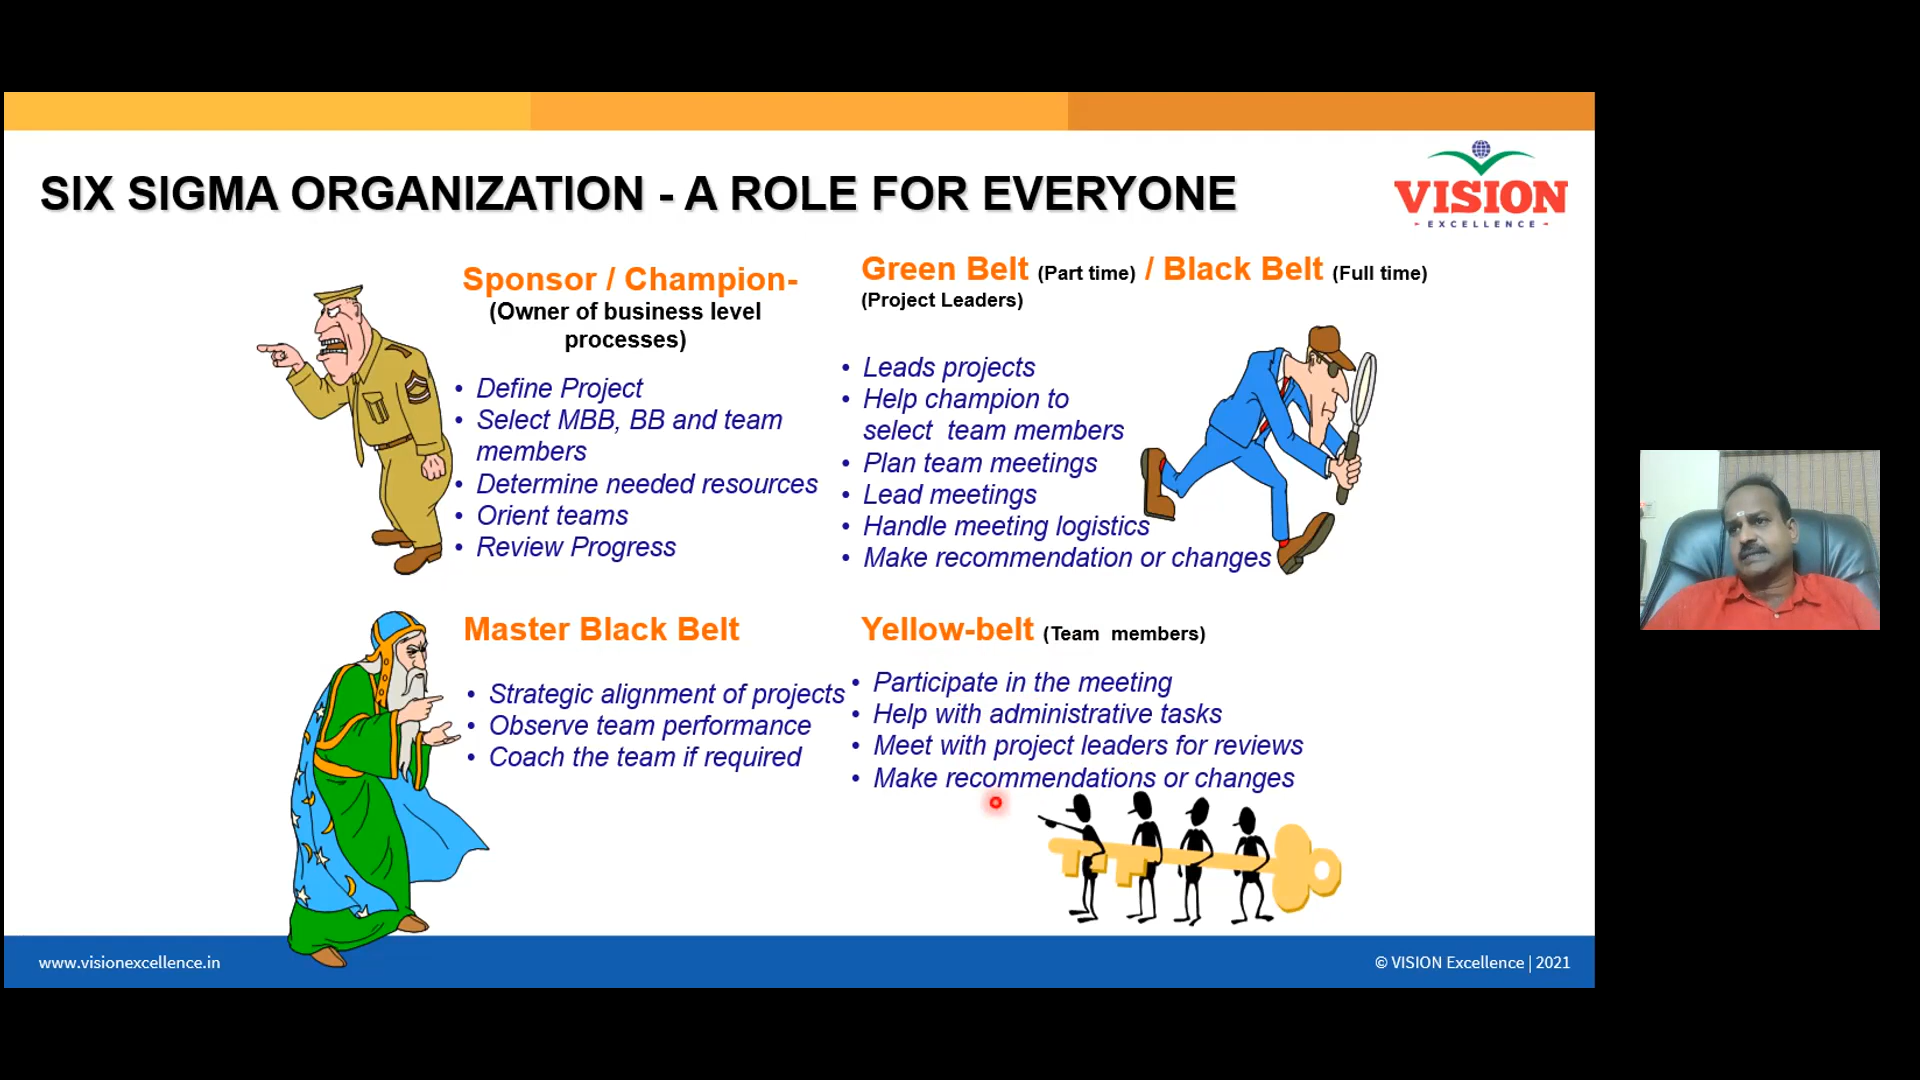 SIX SIGMA ORGANIZATION - A ROLE FOR EVERYONE
VISION
EXCELLENCE
Sponsor / Champion-
(Owner of business level
processes)
• Define Project
• Select MBB, BB and team
members
• Determine needed resources
• Orient teams
• Review Progress
Green Belt (Part time) / Black Belt (Full time)
(Project Leaders)
• Leads projects
• Help champion to
select team members
• Plan team meetings
• Lead meetings
• Handle meeting logistics
• Make recommendation or changes
Master Black Belt
• Strategic alignment of projects
• Observe team performance
• Coach the team if required
Yellow-belt (Team members)
• Participate in the meeting
• Help with administrative tasks
• Meet with project leaders for reviews
• Make recommendations or changes
www.visionexcellence.in
© VISION Excellence | 2021